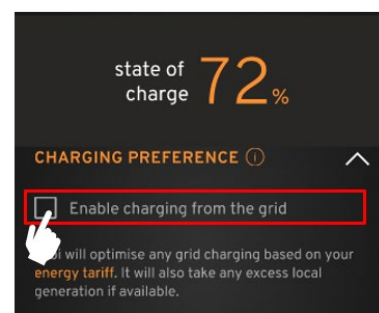 state of
charge 72%
CHARGING PREFERENCE ⓘ
Enable charging from the grid
will optimise any grid charging based on your
energy tariff. It will also take any excess local
generation if available.